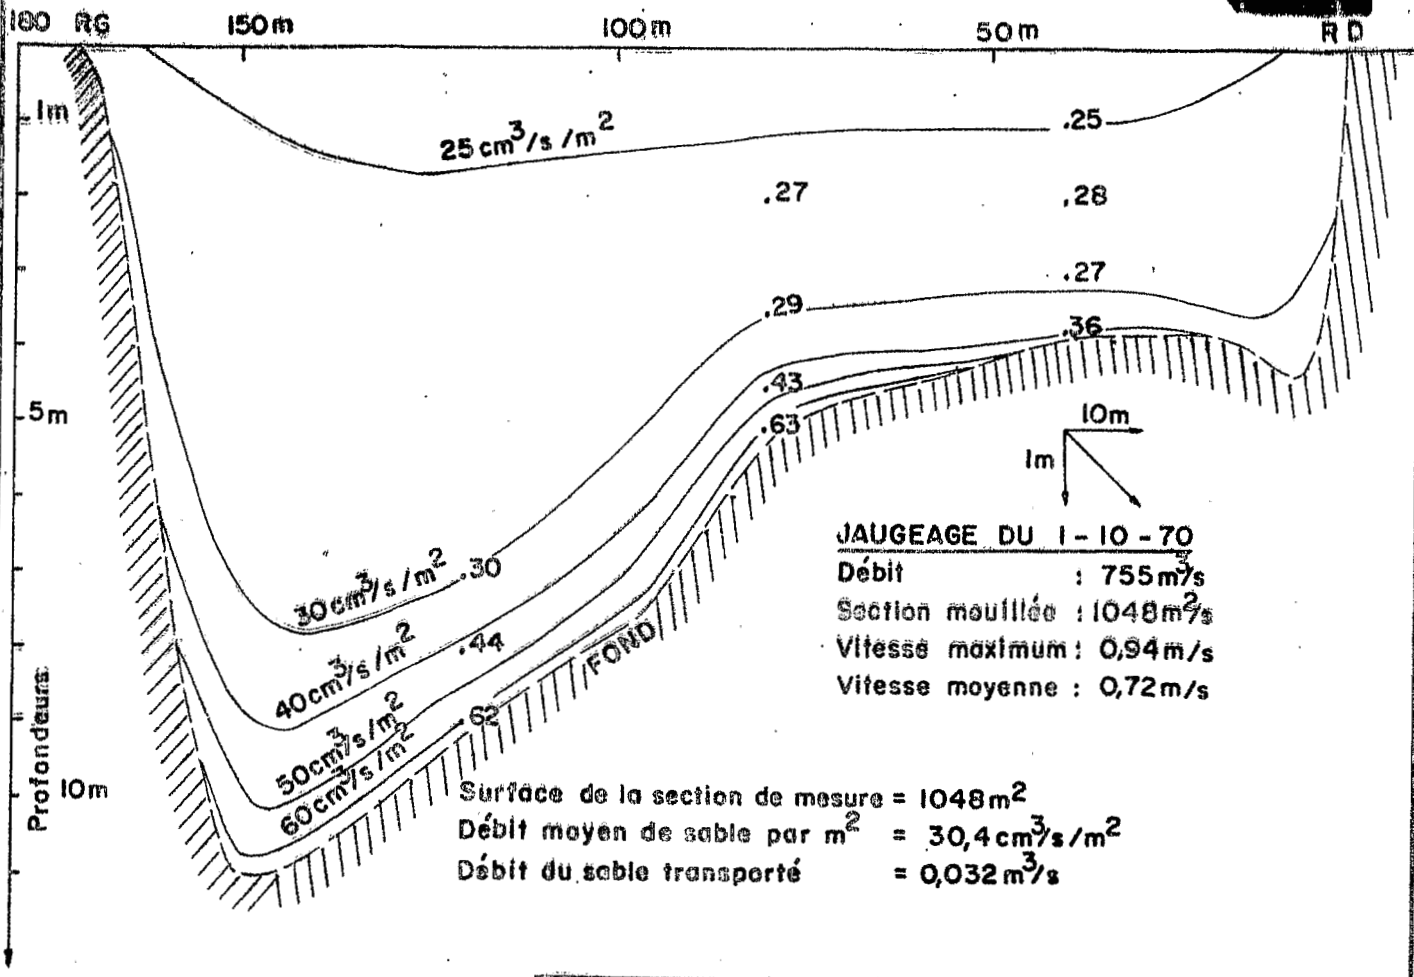 180 RG 150m 100m 50m RD
1m
25cm³/s/m²
.25
.27 .28
.27
.29
.36
.43
5m
.63
10m
1m
30cm³/s/m² .30
JAUGEAGE DU 1-10-70
Débit : 755m³/s
Section mouillée : 1048m²/s
Vitesse maximum : 0,94m/s
Vitesse moyenne : 0,72m/s
40cm³/s/m² .44
FOND
50cm³/s/m²
60cm³/s/m² .62
Profondeurs
10m
Surface de la section de mesure = 1048m²
Débit moyen de sable par m² = 30,4cm³/s/m²
Débit du sable transporté = 0,032m³/s